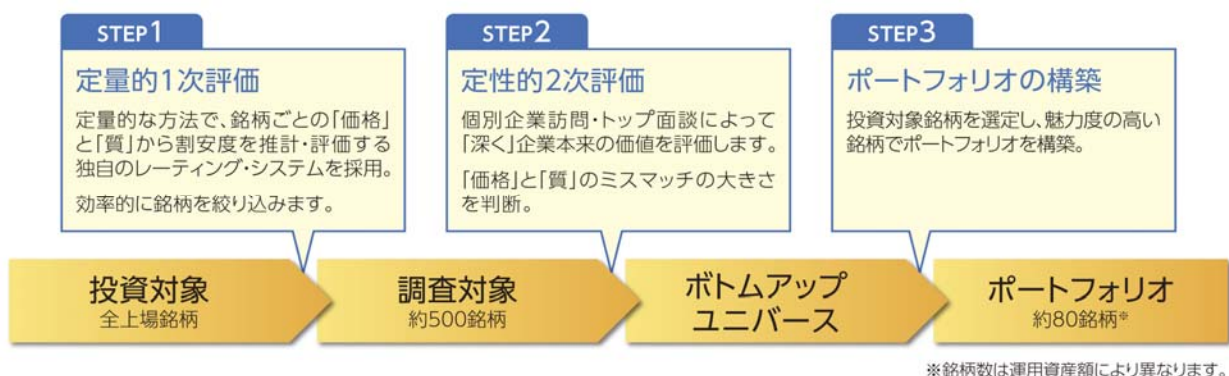 STEP1
定量的1次評価
定量的な方法で、銘柄ごとの「価格」
と「質」から割安度を推計・評価する
独自のレーティング・システムを採用。
効率的に銘柄を絞り込みます。
STEP2
定性的2次評価
個別企業訪問・トップ面談によって
「深く」企業本来の価値を評価します。
「価格」と「質」のミスマッチの大きさ
を判断。
STEP3
ポートフォリオの構築
投資対象銘柄を選定し、魅力度の高い
銘柄でポートフォリオを構築。
投資対象
全上場銘柄
調査対象
約500銘柄
ボトムアップ
ユニバース
ポートフォリオ
約80銘柄※
※銘柄数は運用資産額により異なります。